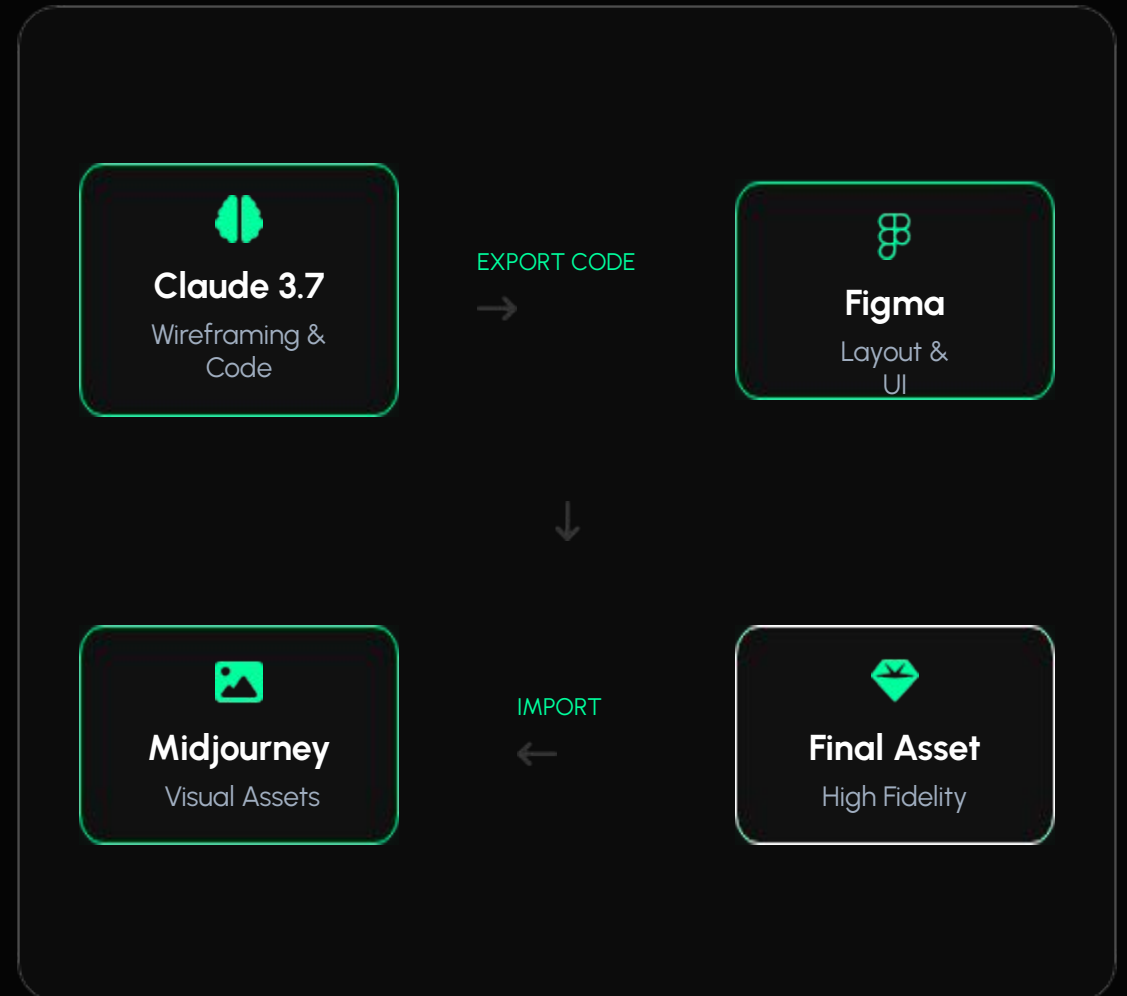 Claude 3.7
Wireframing &
Code
EXPORT CODE
Figma
Layout &
UI
Midjourney
Visual Assets
IMPORT
Final Asset
High Fidelity